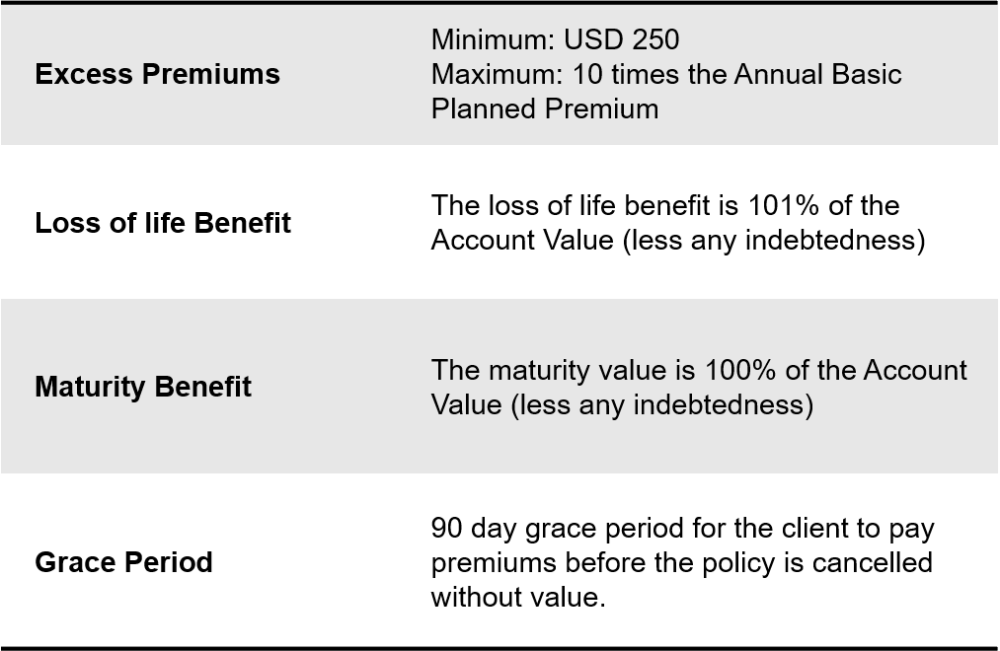 Excess Premiums
Minimum: USD 250
Maximum: 10 times the Annual Basic
Planned Premium
Loss of life Benefit
The loss of life benefit is 101% of the
Account Value (less any indebtedness)
Maturity Benefit
The maturity value is 100% of the Account
Value (less any indebtedness)
Grace Period
90 day grace period for the client to pay
premiums before the policy is cancelled
without value.